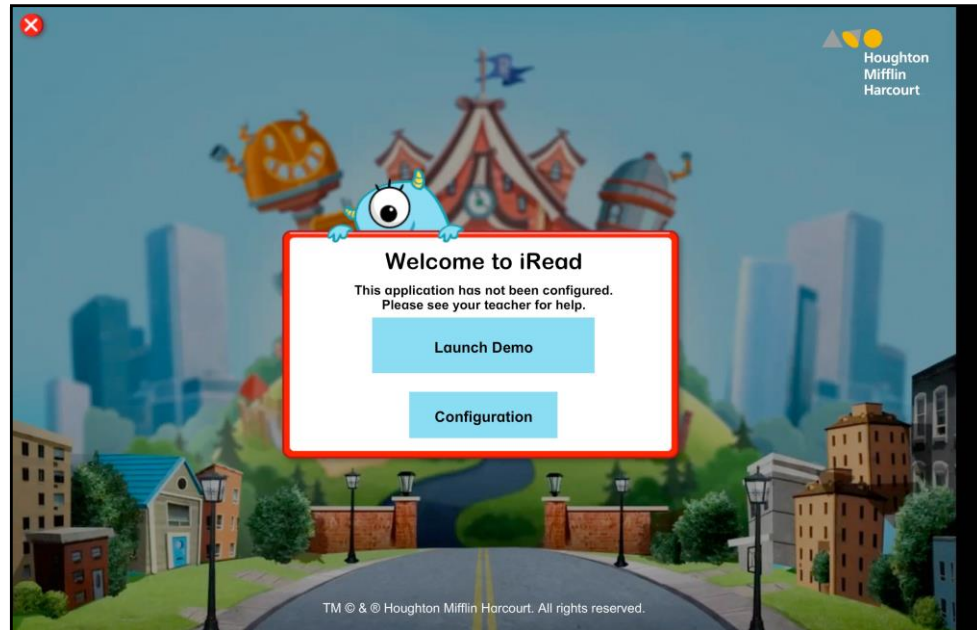 Houghton
Mifflin
Harcourt
Welcome to iRead
This application has not been configured.
Please see your teacher for help.
Launch Demo
Configuration
TM © & ® Houghton Mifflin Harcourt. All rights reserved.